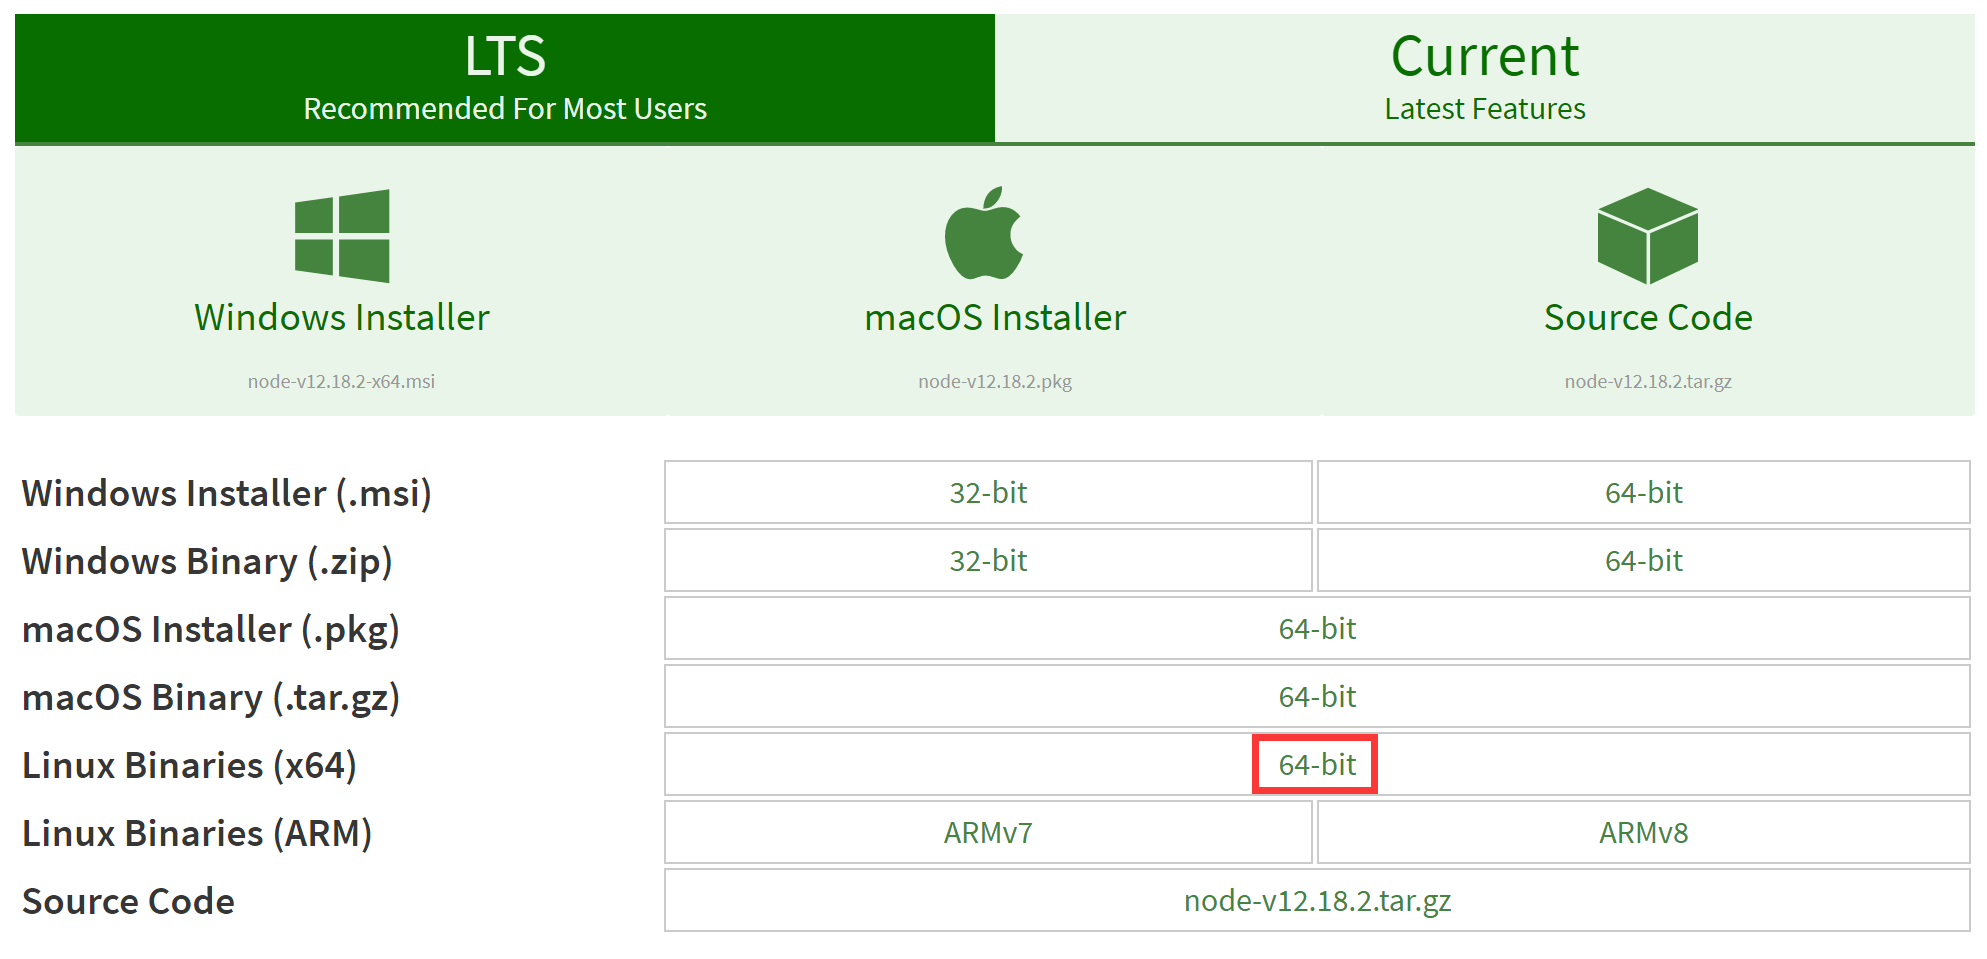 LTS
Recommended For Most Users
Current
Latest Features
Windows Installer
node-v12.18.2-x64.msi
macOS Installer
node-v12.18.2.pkg
Source Code
node-v12.18.2.tar.gz
Windows Installer (.msi) 32-bit 64-bit
Windows Binary (.zip) 32-bit 64-bit
macOS Installer (.pkg) 64-bit
macOS Binary (.tar.gz) 64-bit
Linux Binaries (x64) 64-bit
Linux Binaries (ARM) ARMv7 ARMv8
Source Code node-v12.18.2.tar.gz